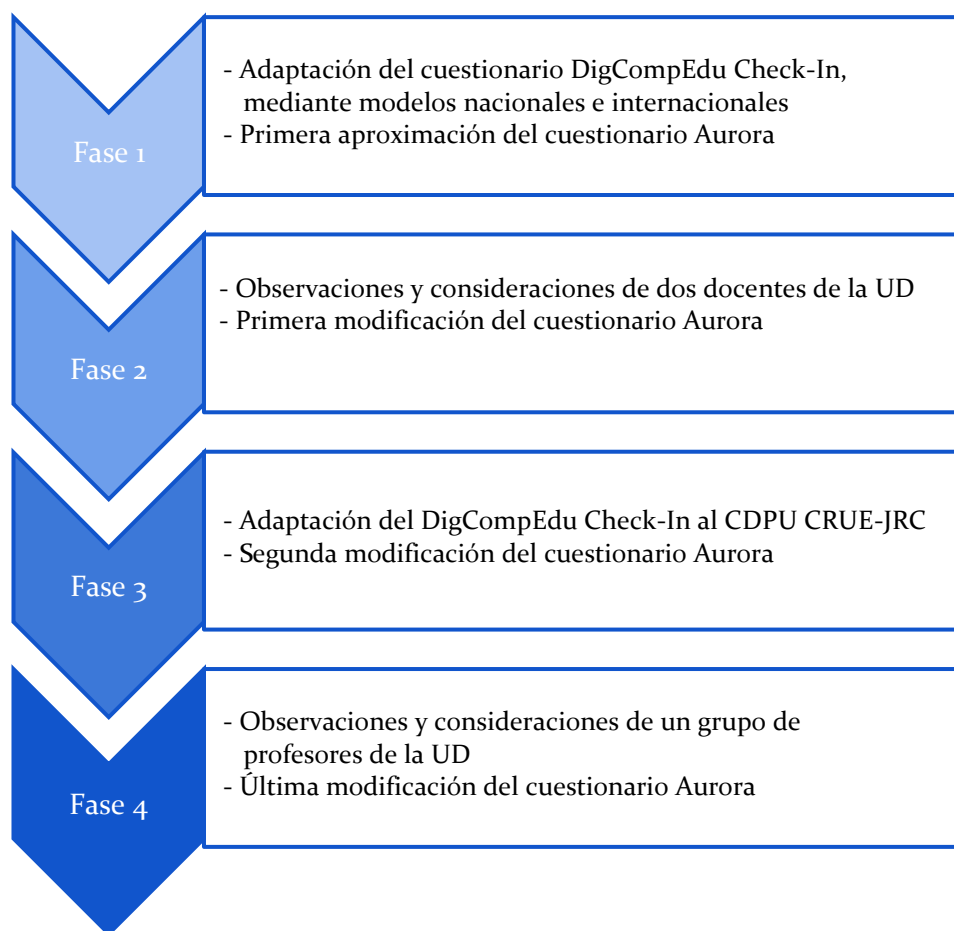 Fase 1
- Adaptación del cuestionario DigCompEdu Check-In,
mediante modelos nacionales e internacionales
- Primera aproximación del cuestionario Aurora
Fase 2
- Observaciones y consideraciones de dos docentes de la UD
- Primera modificación del cuestionario Aurora
Fase 3
- Adaptación del DigCompEdu Check-In al CDPU CRUE-JRC
- Segunda modificación del cuestionario Aurora
Fase 4
- Observaciones y consideraciones de un grupo de
profesores de la UD
- Última modificación del cuestionario Aurora